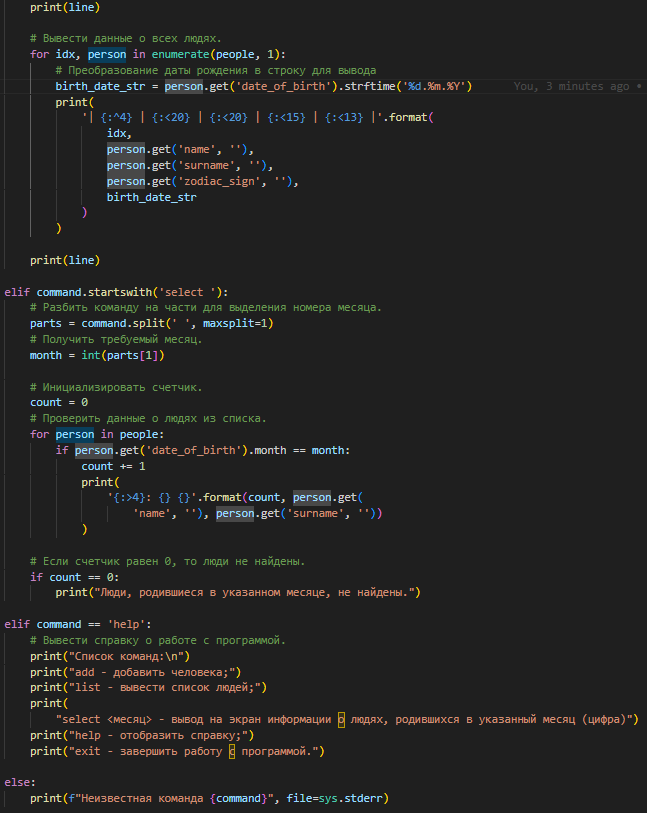 print(line)
# Вывести данные о всех людях.
for idx, person in enumerate(people, 1):
# Преобразование даты рождения в строку для вывода
birth_date_str = person.get('date_of_birth').strftime('%d.%m.%Y') You, 3 minutes ago •
print(
'| {:^4} | {:<20} | {:<20} | {:<15} | {:<13} |'.format(
idx,
person.get('name', ''),
person.get('surname', ''),
person.get('zodiac_sign', ''),
birth_date_str
)
)
print(line)
elif command.startswith('select '):
# Разбить команду на части для выделения номера месяца.
parts = command.split(' ', maxsplit=1)
# Получить требуемый месяц.
month = int(parts[1])
# Инициализировать счетчик.
count = 0
# Проверить данные о людях из списка.
for person in people:
if person.get('date_of_birth').month == month:
count += 1
print(
'{:>4}: {} {}'.format(count, person.get(
'name', ''), person.get('surname', ''))
)
# Если счетчик равен 0, то люди не найдены.
if count == 0:
print("Люди, родившиеся в указанном месяце, не найдены.")
elif command == 'help':
# Вывести справку о работе с программой.
print("Список команд:\n")
print("add - добавить человека;")
print("list - вывести список людей;")
print(
"select <месяц> - вывод на экран информации о людях, родившихся в указанный месяц (цифра)")
print("help - отобразить справку;")
print("exit - завершить работу с программой.")
else:
print(f"Неизвестная команда {command}", file=sys.stderr)